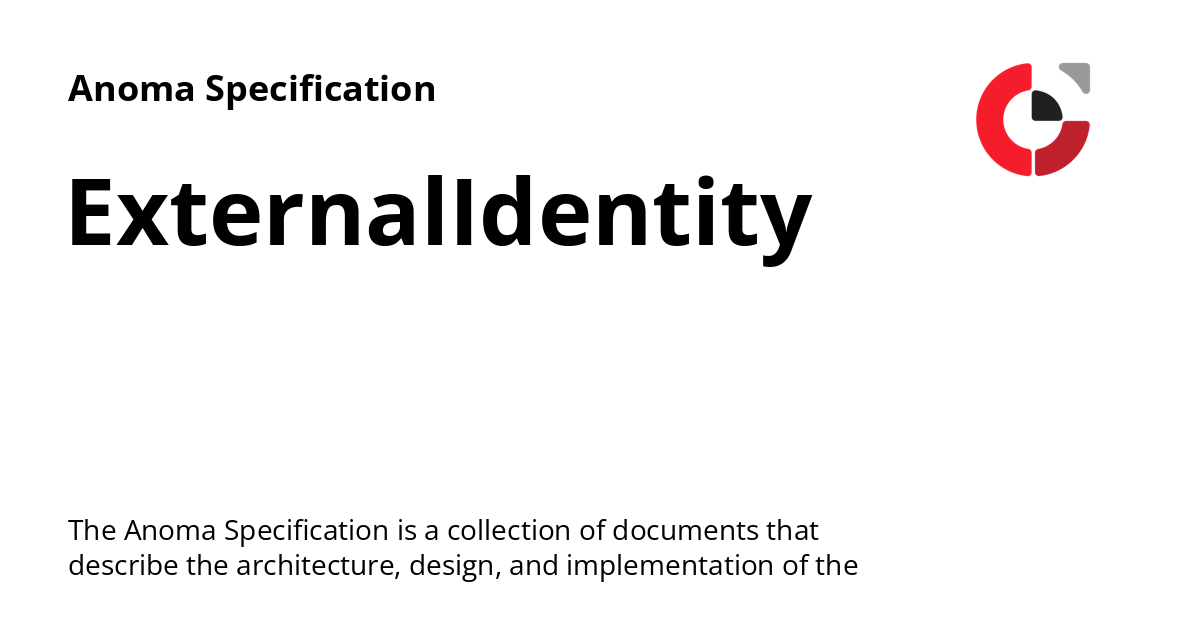 Anoma Specification
ExternalIdentity
The Anoma Specification is a collection of documents that
describe the architecture, design, and implementation of the